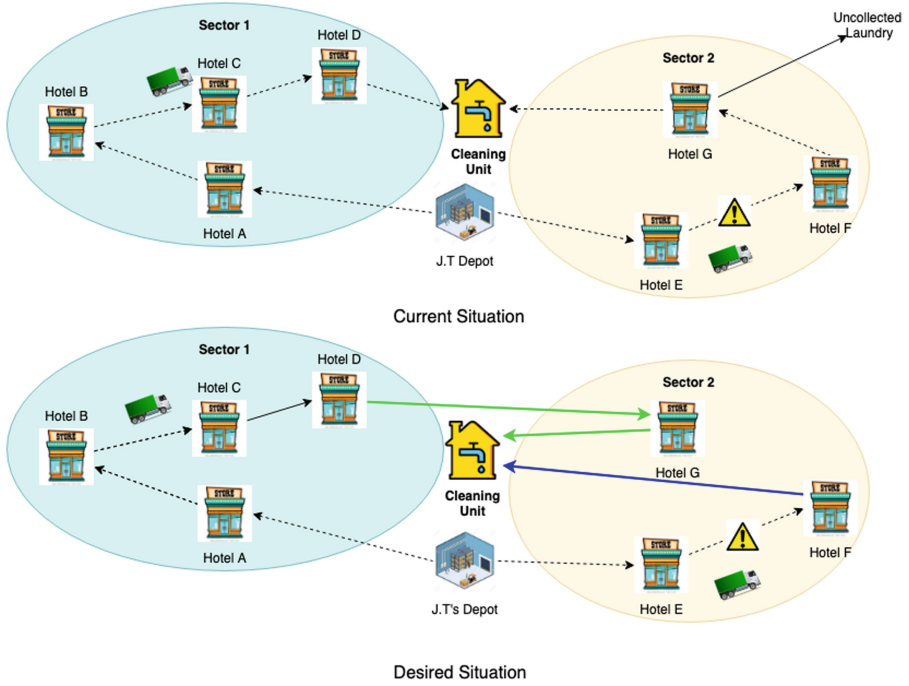 Sector 1
Hotel D
Uncollected
Laundry
Hotel C
Sector 2
Hotel B
STORE
STORE
STORE
STORE
Cleaning
Unit
Hotel G
STORE
STORE
Hotel A
STORE
Hotel F
J.T Depot
Hotel E
Current Situation
Sector 1
Hotel D
Sector 2
Hotel C
STORE
Hotel B
STORE
STORE
STORE
Hotel G
Cleaning
Unit
STORE
STORE
Hotel A
STORE
Hotel F
J.T's Depot
Hotel E
Desired Situation